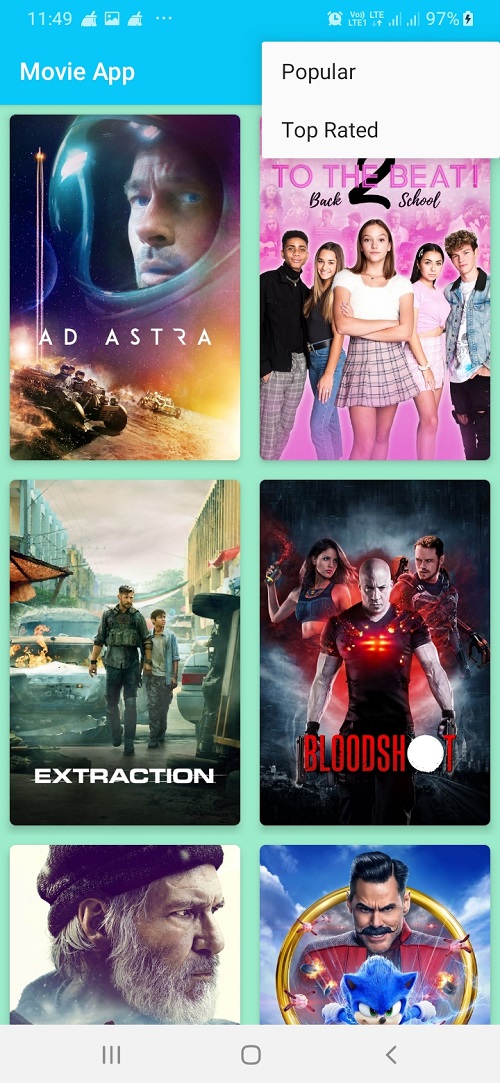 11:49
Vo)) LTE
LTE1
97%
Movie App
Popular
Top Rated
AD ASTRA
TO THE BEAT!
Back 2 School
EXTRACTION
BLOODSH T